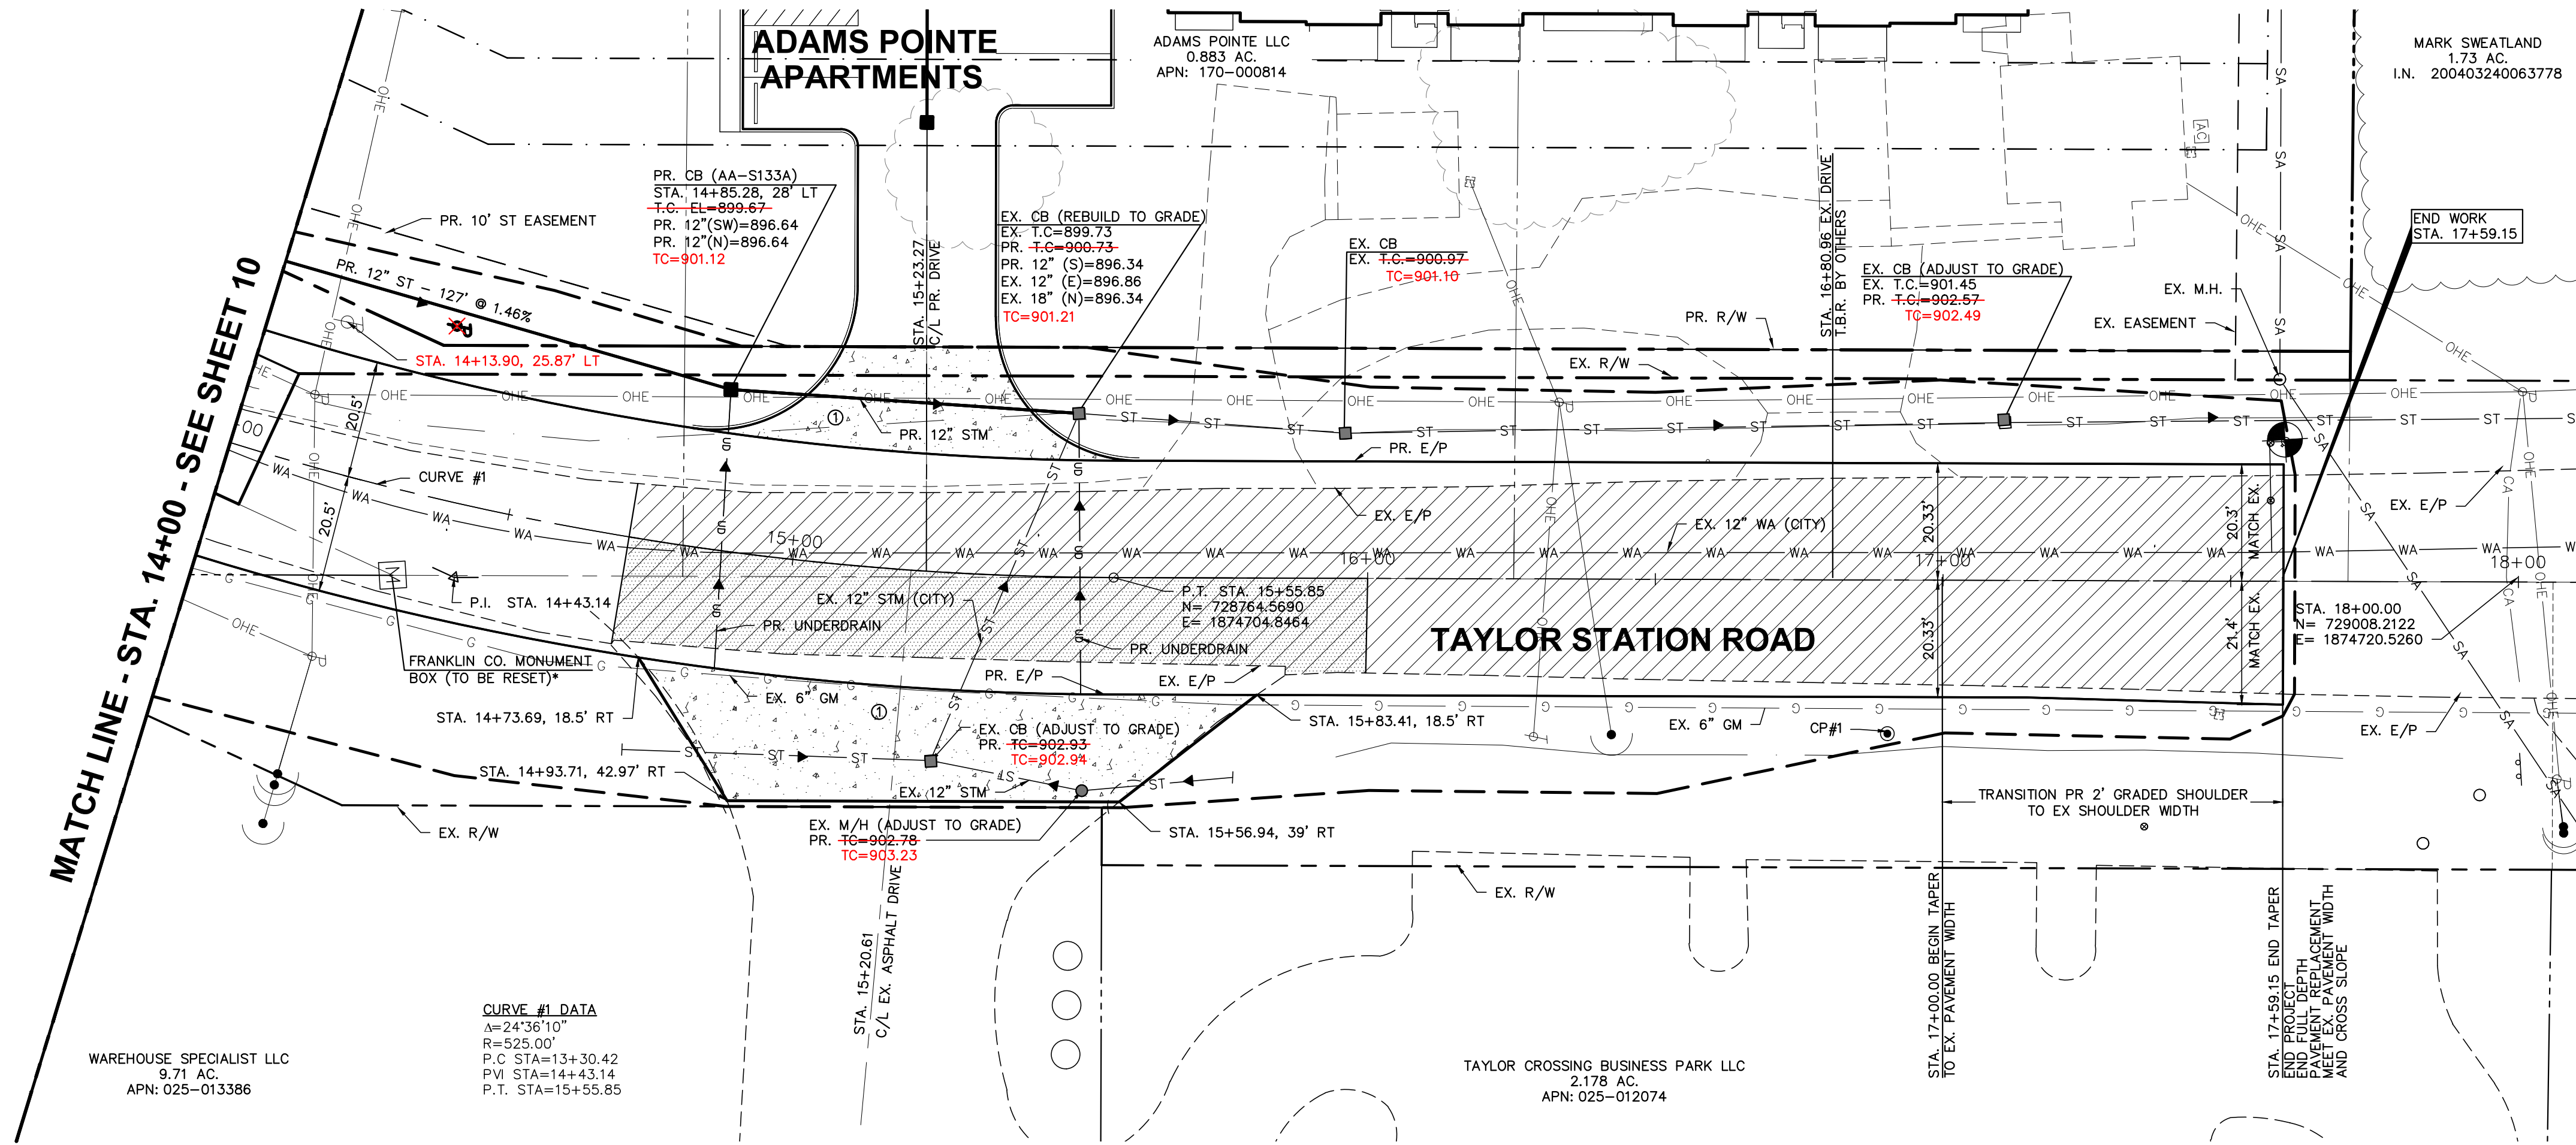 ADAMS POINTE
APARTMENTS
ADAMS POINTE LLC
0.883 AC.
APN: 170-000814
MARK SWEATLAND
1.73 AC.
I.N. 200403240063778
PR. CB (AA-S133A)
STA. 14+85.28, 28' LT
T.C. EL=899.67
PR. 12"(SW)=896.64
PR. 12"(N)=896.64
TC=901.12
PR. 10' ST EASEMENT
PR. 12" ST - 127' @ 1.46%
STA. 14+13.90, 25.87' LT
STA. 15+23.27
C/L PR. DRIVE
EX. CB (REBUILD TO GRADE)
EX. T.C=899.73
PR. T.C=900.73
PR. 12" (S)=896.34
EX. 12" (E)=896.86
EX. 18" (N)=896.34
TC=901.21
EX. CB
EX. T.C.=900.97
TC=901.10
STA. 16+80.96 EX. DRIVE
T.B.R. BY OTHERS
EX. CB (ADJUST TO GRADE)
EX. T.C.=901.45
PR. T.C.=902.57
TC=902.49
PR. R/W
EX. R/W
EX. M.H.
EX. EASEMENT
AC
END WORK
STA. 17+59.15
MATCH LINE - STA. 14+00 - SEE SHEET 10
20.5'
20.5'
CURVE #1
①
PR. 12" STM
PR. E/P
EX. E/P
EX. 12" WA (CITY)
EX. E/P
15+00
16+00
17+00
18+00
20.33'
20.33'
20.3'
MATCH EX.
21.4'
MATCH EX.
P.I. STA. 14+43.14
EX. 12" STM (CITY)
PR. UNDERDRAIN
P.T. STA. 15+55.85
N= 728764.5690
E= 1874704.8464
PR. UNDERDRAIN
TAYLOR STATION ROAD
STA. 18+00.00
N= 729008.2122
E= 1874720.5260
FRANKLIN CO. MONUMENT
BOX (TO BE RESET)*
PR. E/P
EX. E/P
EX. 6" GM
①
STA. 14+73.69, 18.5' RT
STA. 15+83.41, 18.5' RT
EX. 6" GM
CP#1
EX. E/P
EX. CB (ADJUST TO GRADE)
PR. TC=902.93
TC=902.94
STA. 14+93.71, 42.97' RT
EX. 12" STM
TRANSITION PR 2' GRADED SHOULDER
TO EX SHOULDER WIDTH
EX. R/W
EX. M/H (ADJUST TO GRADE)
PR. TC=902.78
TC=903.23
STA. 15+56.94, 39' RT
EX. R/W
STA. 15+20.61
C/L EX. ASPHALT DRIVE
STA. 17+00.00 BEGIN TAPER
TO EX. PAVEMENT WIDTH
STA. 17+59.15 END TAPER
END PROJECT
END FULL DEPTH
PAVEMENT REPLACEMENT
MEET EX. PAVEMENT WIDTH
AND CROSS SLOPE
CURVE #1 DATA
Δ=24°36'10"
R=525.00'
P.C STA=13+30.42
PVI STA=14+43.14
P.T. STA=15+55.85
WAREHOUSE SPECIALIST LLC
9.71 AC.
APN: 025-013386
TAYLOR CROSSING BUSINESS PARK LLC
2.178 AC.
APN: 025-012074